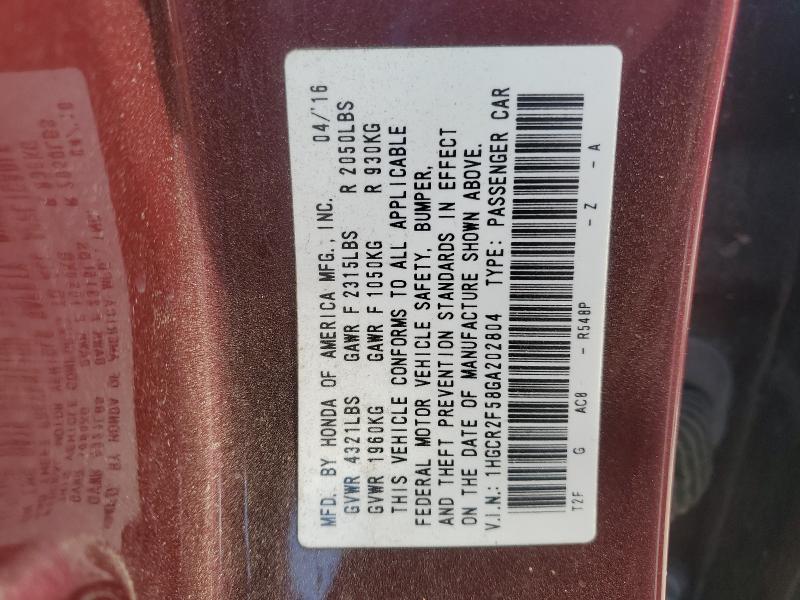 MFD. BY HONDA OF AMERICA MFG., INC. 04/'16
GVWR 4321LBS GAWR F 2315LBS R 2050LBS
GVWR 1960KG GAWR F 1050KG R 930KG
THIS VEHICLE CONFORMS TO ALL APPLICABLE
FEDERAL MOTOR VEHICLE SAFETY, BUMPER,
AND THEFT PREVENTION STANDARDS IN EFFECT
ON THE DATE OF MANUFACTURE SHOWN ABOVE.
V.I.N.: 1HGCR2F58GA202804 TYPE: PASSENGER CAR
T2F G AC8 - R548P - Z - A